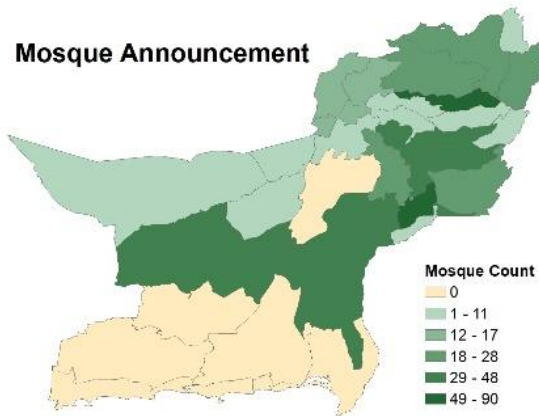 Mosque Announcement
Mosque Count
0
1 - 11
12 - 17
18 - 28
29 - 48
49 - 90